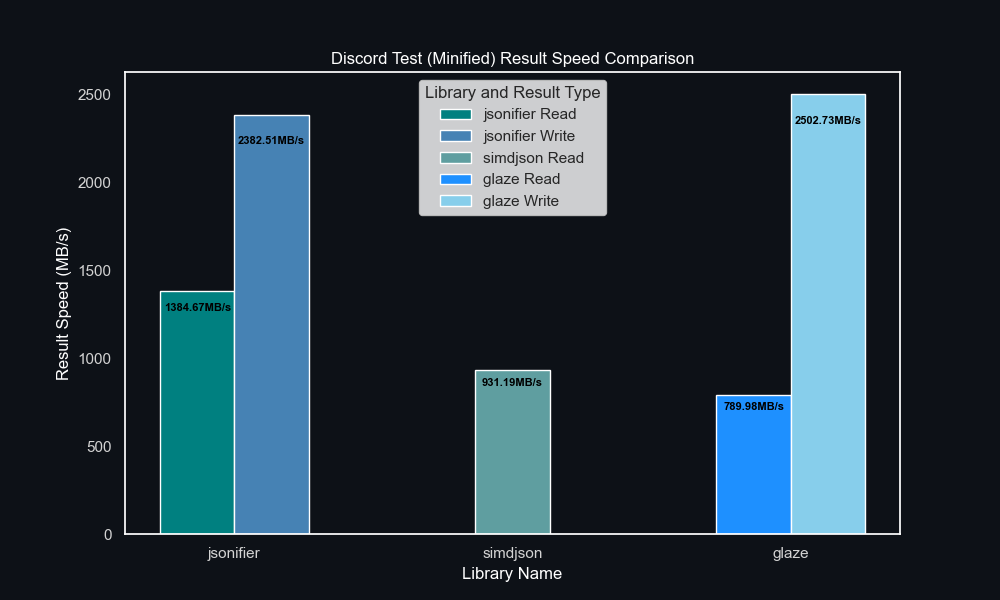 Discord Test (Minified) Result Speed Comparison
Library and Result Type
jsonifier Read
jsonifier Write
simdjson Read
glaze Read
glaze Write
Result Speed (MB/s)
2500
2000
1500
1000
500
0
1384.67MB/s
2382.51MB/s
931.19MB/s
789.98MB/s
2502.73MB/s
jsonifier
simdjson
glaze
Library Name